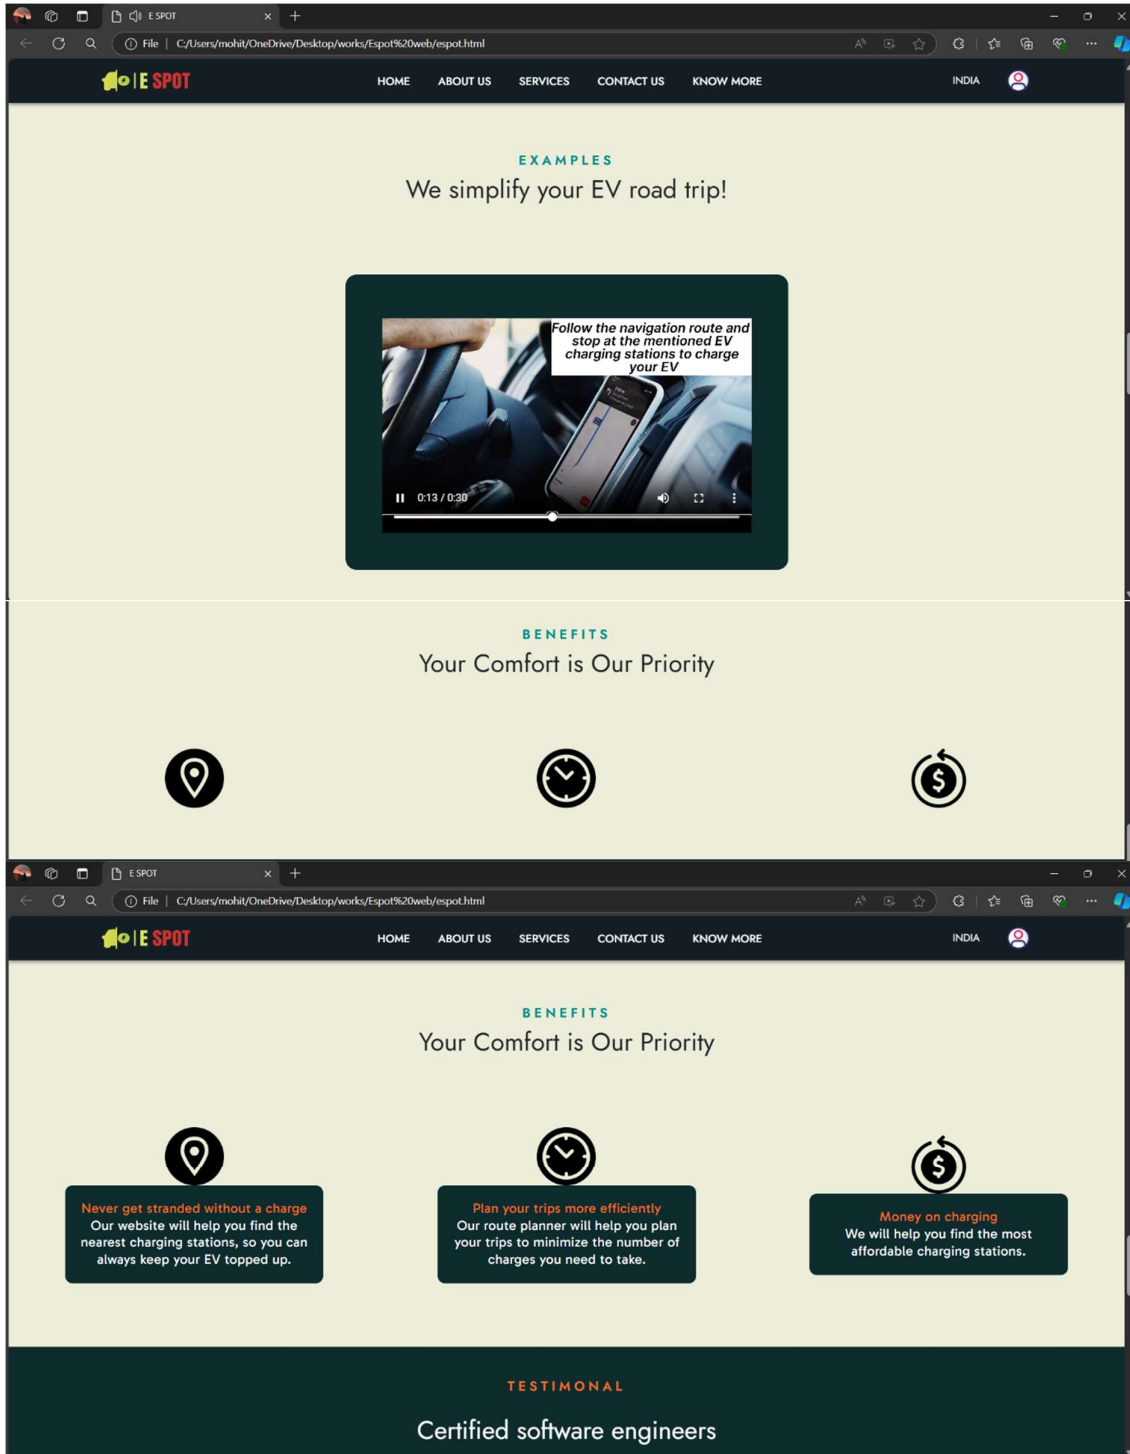 E SPOT
File | C:/Users/mohit/OneDrive/Desktop/works/Espot%20web/espot.html
E SPOT
HOME ABOUT US SERVICES CONTACT US KNOW MORE
INDIA
EXAMPLES
We simplify your EV road trip!
Follow the navigation route and
stop at the mentioned EV
charging stations to charge
your EV
0:13 / 0:30
BENEFITS
Your Comfort is Our Priority
E SPOT
File | C:/Users/mohit/OneDrive/Desktop/works/Espot%20web/espot.html
E SPOT
HOME ABOUT US SERVICES CONTACT US KNOW MORE
INDIA
BENEFITS
Your Comfort is Our Priority
Never get stranded without a charge
Our website will help you find the
nearest charging stations, so you can
always keep your EV topped up.
Plan your trips more efficiently
Our route planner will help you plan
your trips to minimize the number of
charges you need to take.
Money on charging
We will help you find the most
affordable charging stations.
TESTIMONAL
Certified software engineers